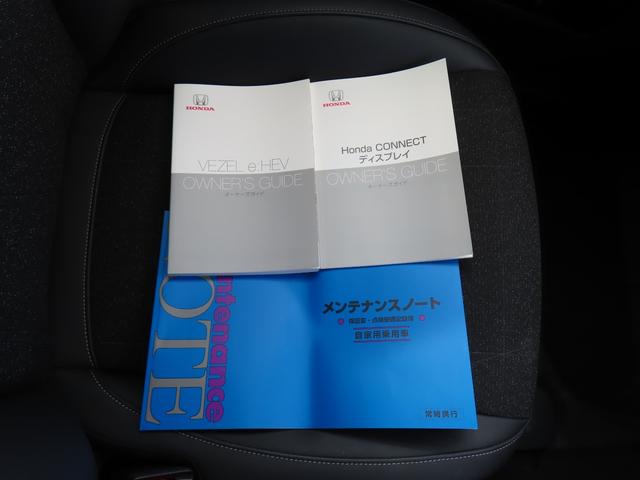 HONDA
VEZEL e:HEV
OWNER'S GUIDE
オーナーズガイド
HONDA
Honda CONNECT
ディスプレイ
OWNER'S GUIDE
オーナーズガイド
メンテナンスノート
保証書・点検整備記録簿
自家用乗用車
常時携行
intenance
OTE